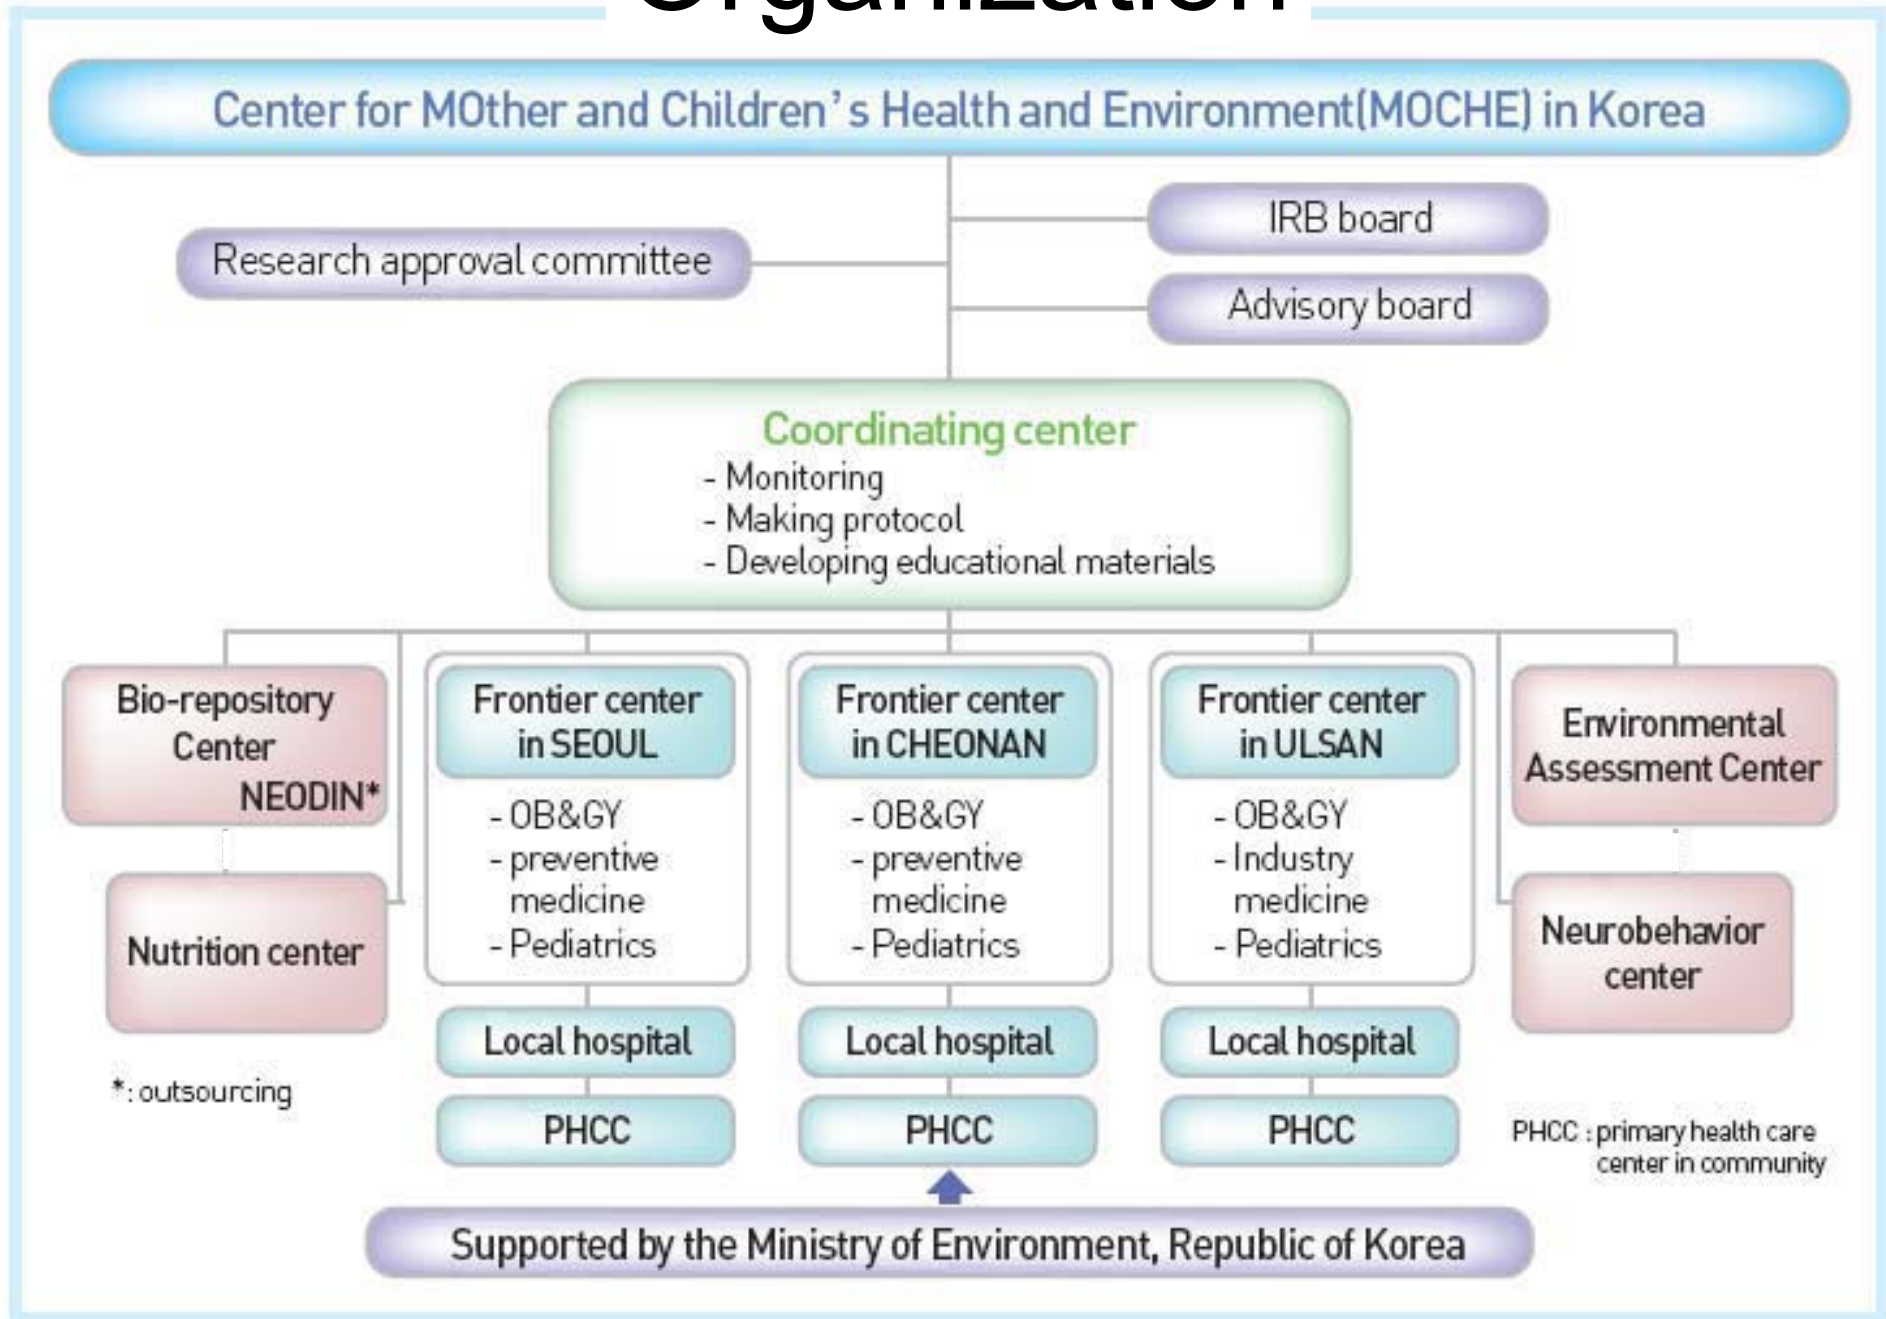 Organization
Center for MOther and Children's Health and Environment(MOCHE) in Korea
IRB board
Research approval committee
Advisory board
Coordinating center
- Monitoring
- Making protocol
- Developing educational materials
Bio-repository
Center
NEODIN*
Nutrition center
*: outsourcing
Frontier center
in SEOUL
- OB&GY
- preventive
medicine
- Pediatrics
Local hospital
PHCC
Frontier center
in CHEONAN
- OB&GY
- preventive
medicine
- Pediatrics
Local hospital
PHCC
Frontier center
in ULSAN
- OB&GY
- Industry
medicine
- Pediatrics
Local hospital
PHCC
Environmental
Assessment Center
Neurobehavior
center
PHCC : primary health care
center in community
Supported by the Ministry of Environment, Republic of Korea